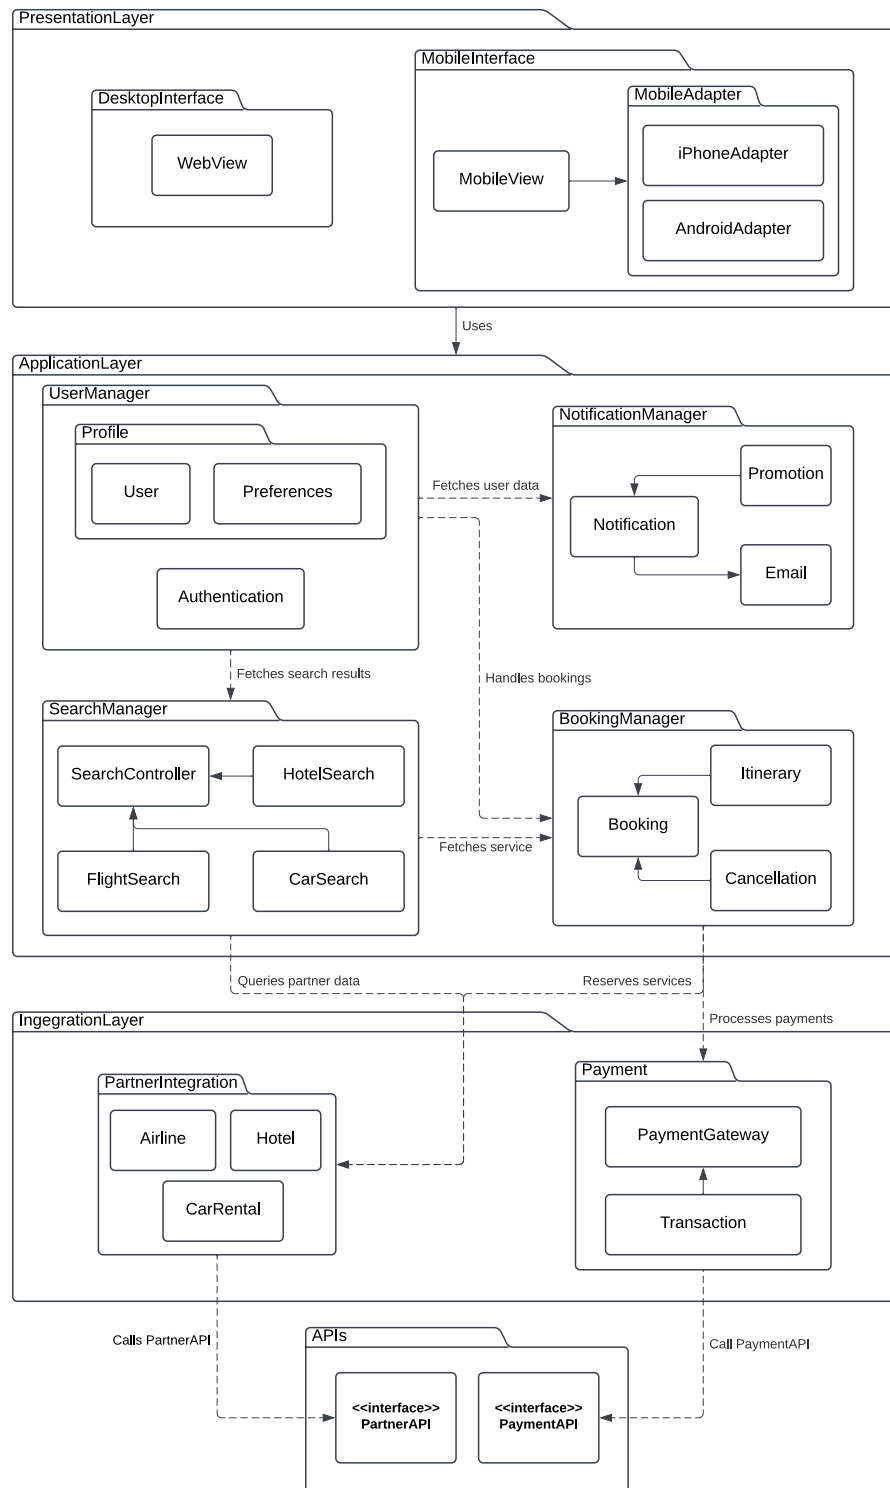 PresentationLayer
MobileInterface
DesktopInterface
MobileAdapter
WebView
iPhoneAdapter
MobileView
AndroidAdapter
Uses
ApplicationLayer
UserManager
NotificationManager
Profile
User
Preferences
Fetches user data
Promotion
Notification
Email
Authentication
Fetches search results
Handles bookings
SearchManager
BookingManager
SearchController
HotelSearch
Itinerary
Booking
Fetches service
FlightSearch
CarSearch
Cancellation
Queries partner data
Reserves services
IngegrationLayer
Processes payments
PartnerIntegration
Payment
Airline
Hotel
PaymentGateway
CarRental
Transaction
APIs
Calls PartnerAPI
Call PaymentAPI
<<interface>>
PartnerAPI
<<interface>>
PaymentAPI